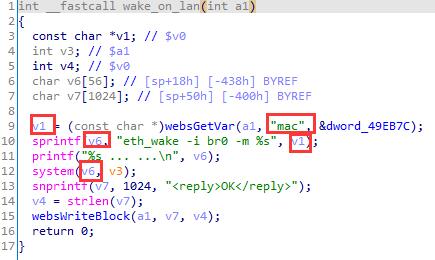 1 int __fastcall wake_on_lan(int a1)
2 {
3 const char *v1; // $v0
4 int v3; // $a1
5 int v4; // $v0
6 char v6[56]; // [sp+18h] [-438h] BYREF
7 char v7[1024]; // [sp+50h] [-400h] BYREF
8
9 v1 = (const char *)websGetVar(a1, "mac", &dword_49EB7C);
10 sprintf(v6, "eth_wake -i br0 -m %s", v1);
11 printf("%s ... ...\n", v6);
12 system(v6, v3);
13 snprintf(v7, 1024, "<reply>OK</reply>");
14 v4 = strlen(v7);
15 websWriteBlock(a1, v7, v4);
16 return 0;
17 }